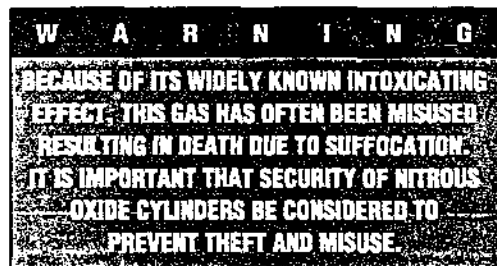 WARNING
BECAUSE OF ITS WIDELY KNOWN INTOXICATING
EFFECT, THIS GAS HAS OFTEN BEEN MISUSED
RESULTING IN DEATH DUE TO SUFFOCATION.
IT IS IMPORTANT THAT SECURITY OF NITROUS
OXIDE CYLINDERS BE CONSIDERED TO
PREVENT THEFT AND MISUSE.